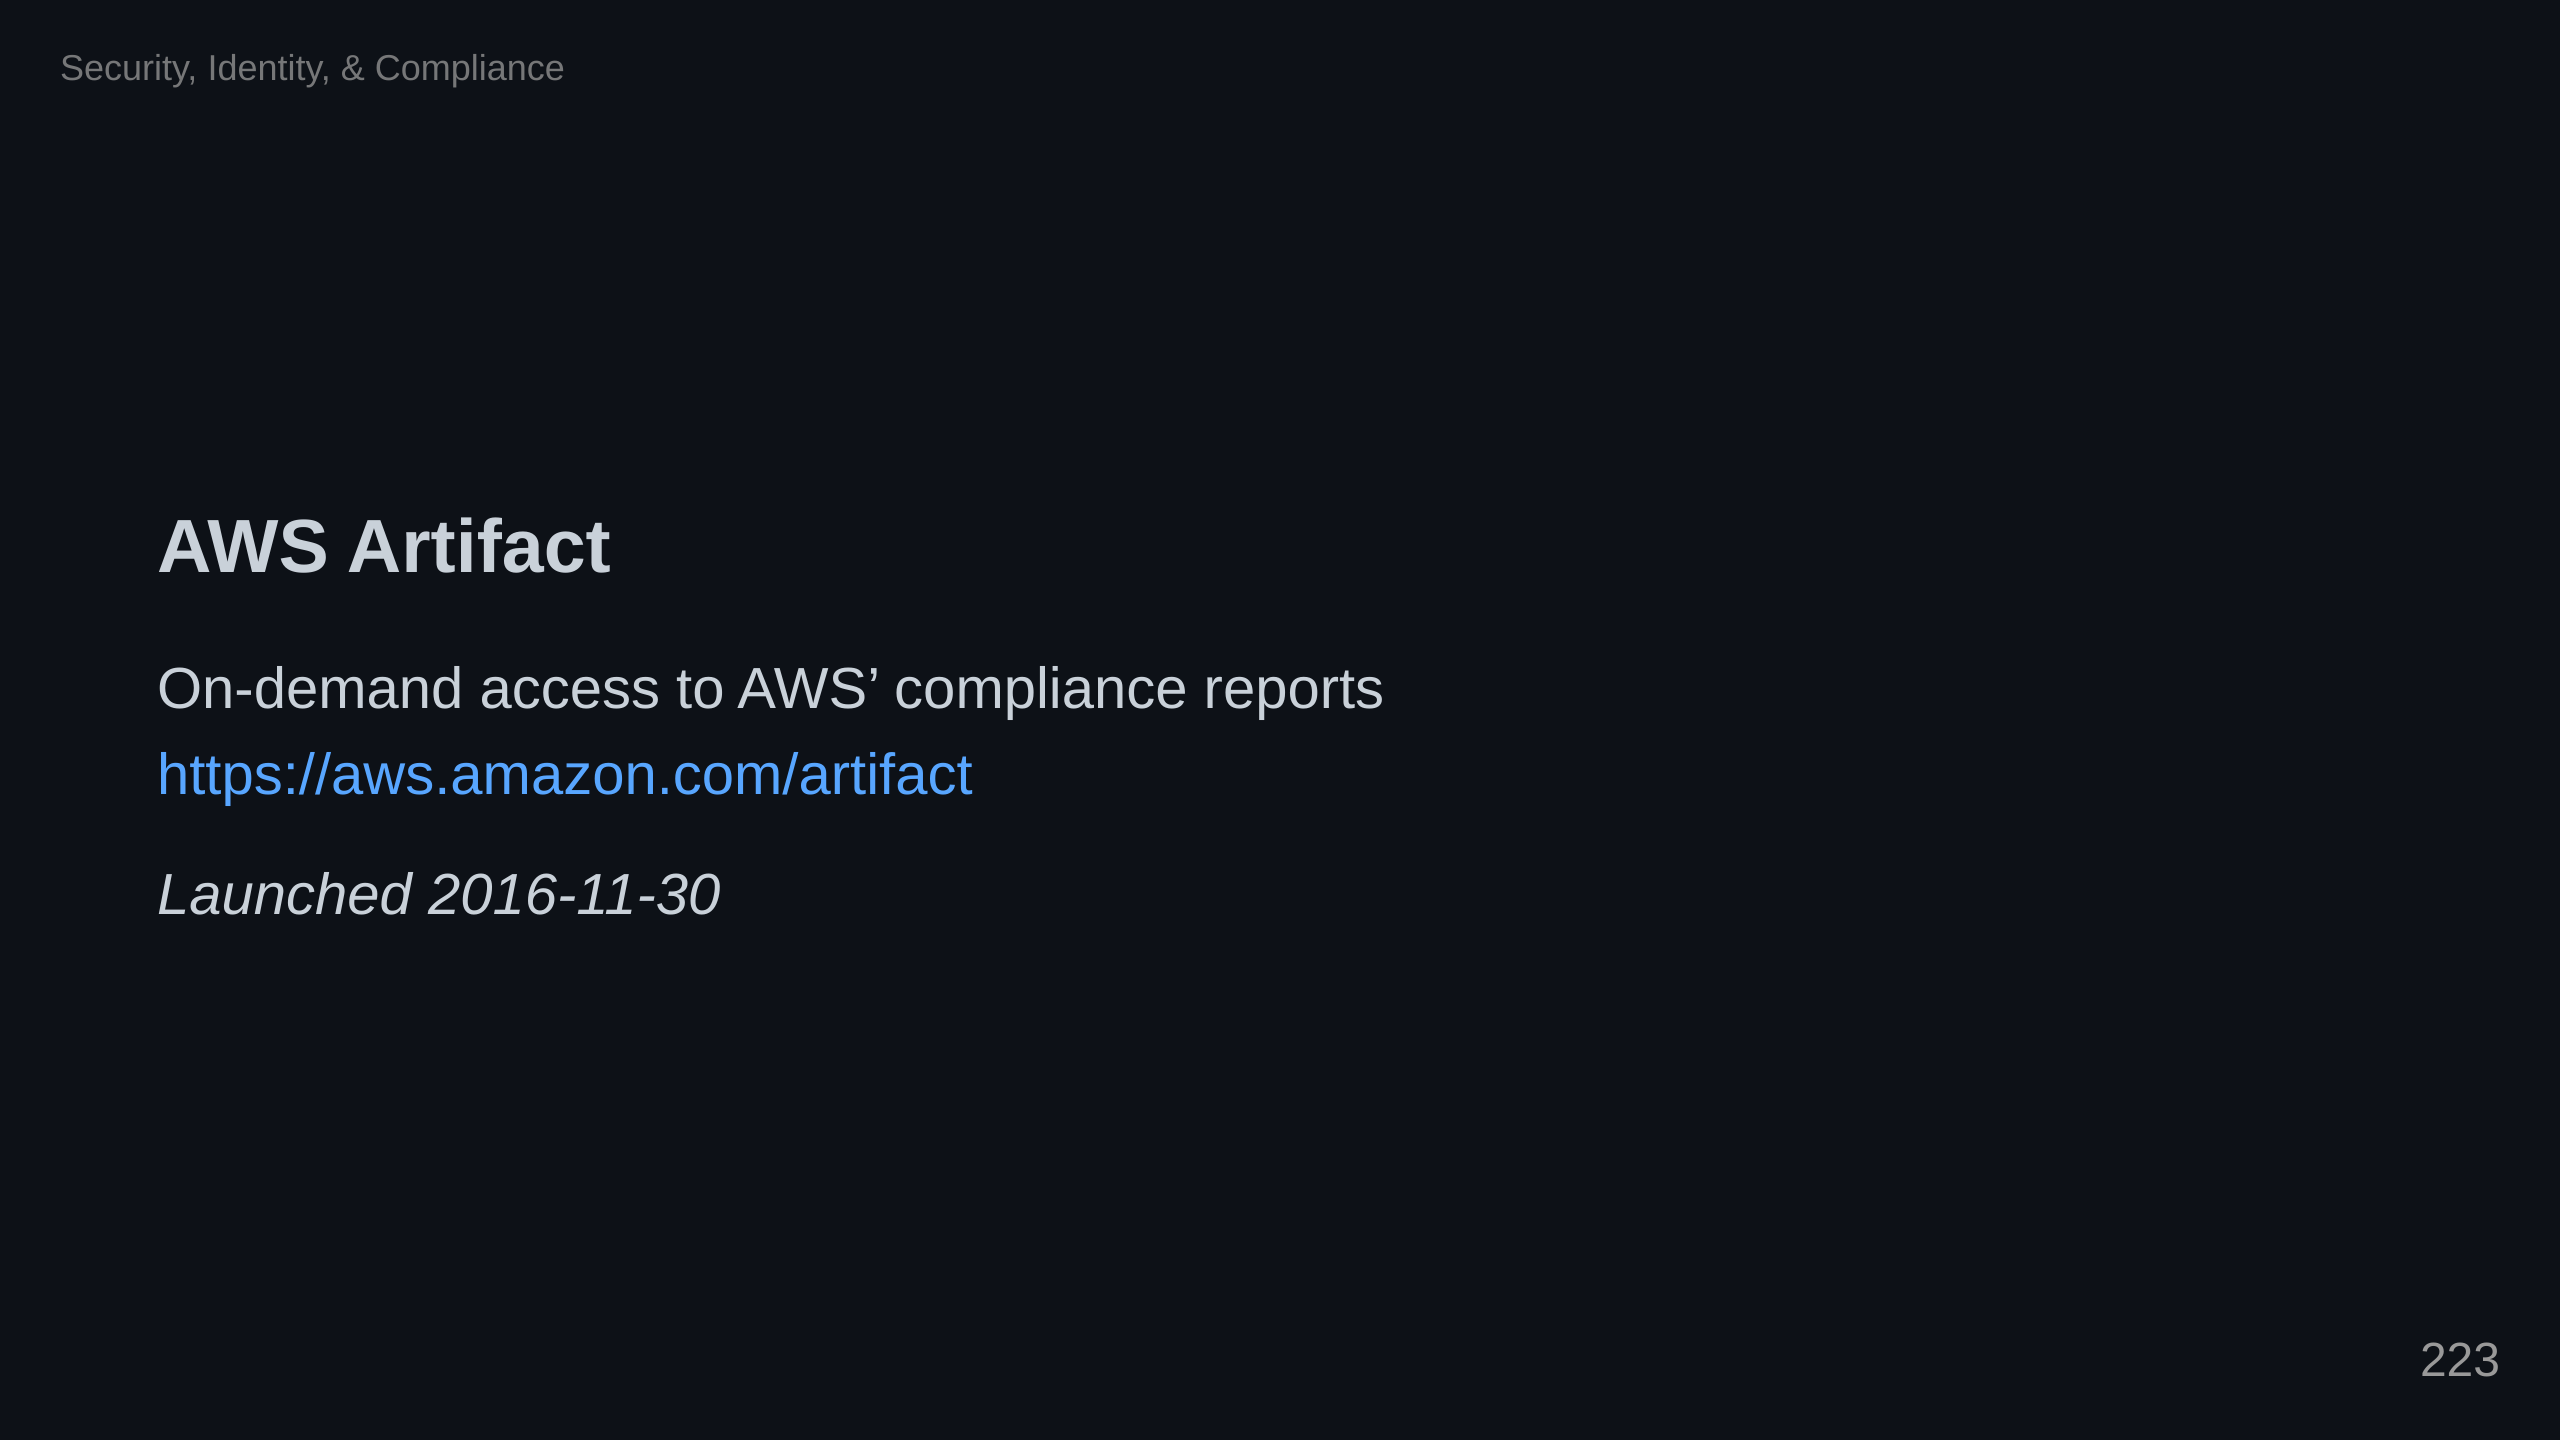 Security, Identity, & Compliance
AWS Artifact
On-demand access to AWS’ compliance reports
https://aws.amazon.com/artifact
Launched 2016-11-30
223